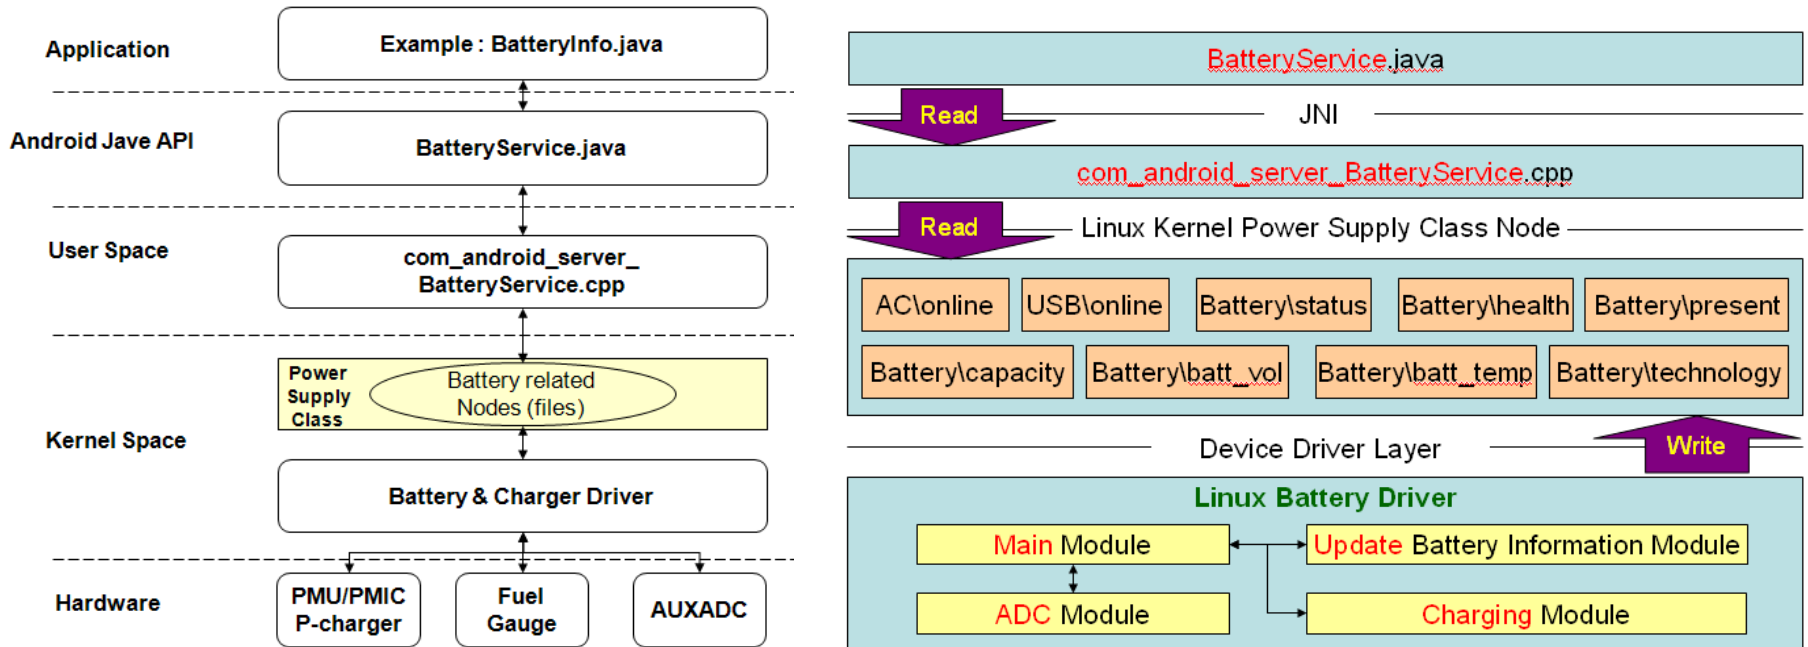 Application
Example : BatteryInfo.java
Android Jave API
BatteryService.java
User Space
com_android_server_
BatteryService.cpp
Kernel Space
Power
Supply
Class
Battery related
Nodes (files)
Battery & Charger Driver
Hardware
PMU/PMIC
P-charger
Fuel
Gauge
AUXADC
BatteryService.java
Read
JNI
com_android_server_BatteryService.cpp
Read
Linux Kernel Power Supply Class Node
AC\online
USB\online
Battery\status
Battery\health
Battery\present
Battery\capacity
Battery\batt_vol
Battery\batt_temp
Battery\technology
Device Driver Layer
Write
Linux Battery Driver
Main Module
Update Battery Information Module
ADC Module
Charging Module